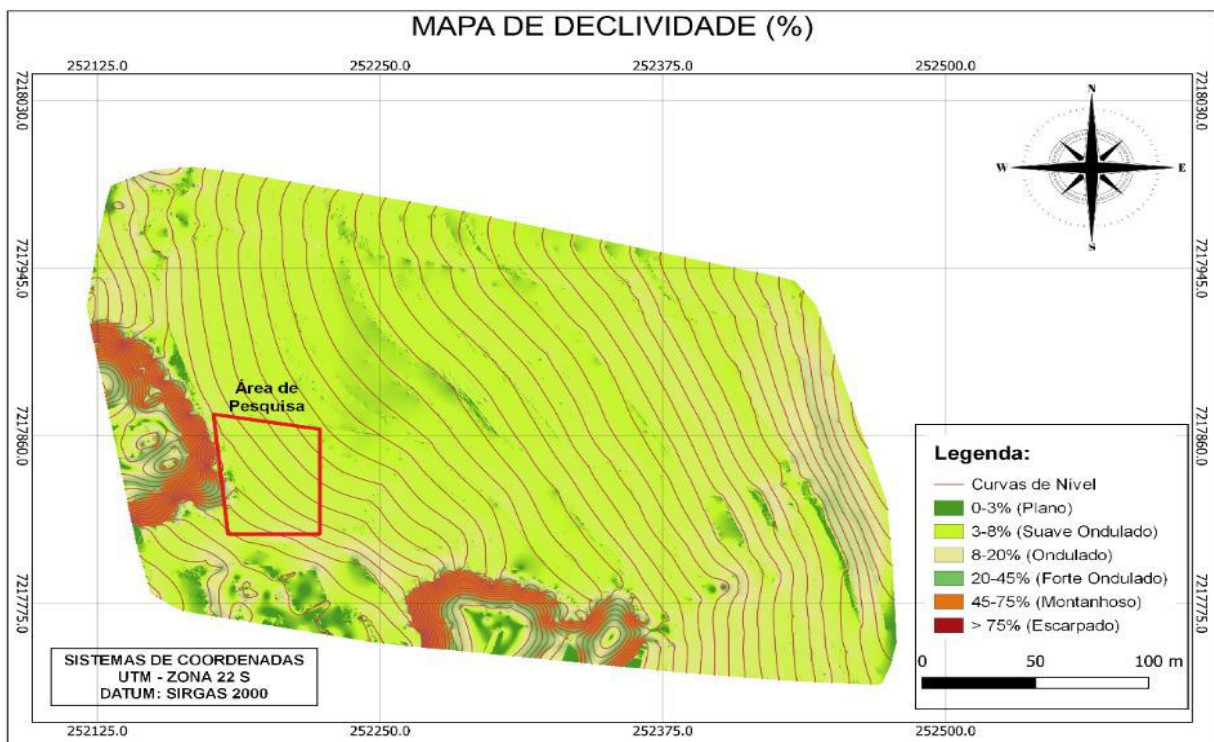 MAPA DE DECLIVIDADE (%)
252125.0 252250.0 252375.0 252500.0
7218030.0 7218030.0
N
W E
S
7217945.0 7217945.0
Área de
Pesquisa
7217860.0 7217860.0
Legenda:
Curvas de Nível
0-3% (Plano)
3-8% (Suave Ondulado)
8-20% (Ondulado)
20-45% (Forte Ondulado)
45-75% (Montanhoso)
> 75% (Escarpado)
7217775.0 7217775.0
0 50 100 m
SISTEMAS DE COORDENADAS
UTM - ZONA 22 S
DATUM: SIRGAS 2000
252125.0 252250.0 252375.0 252500.0